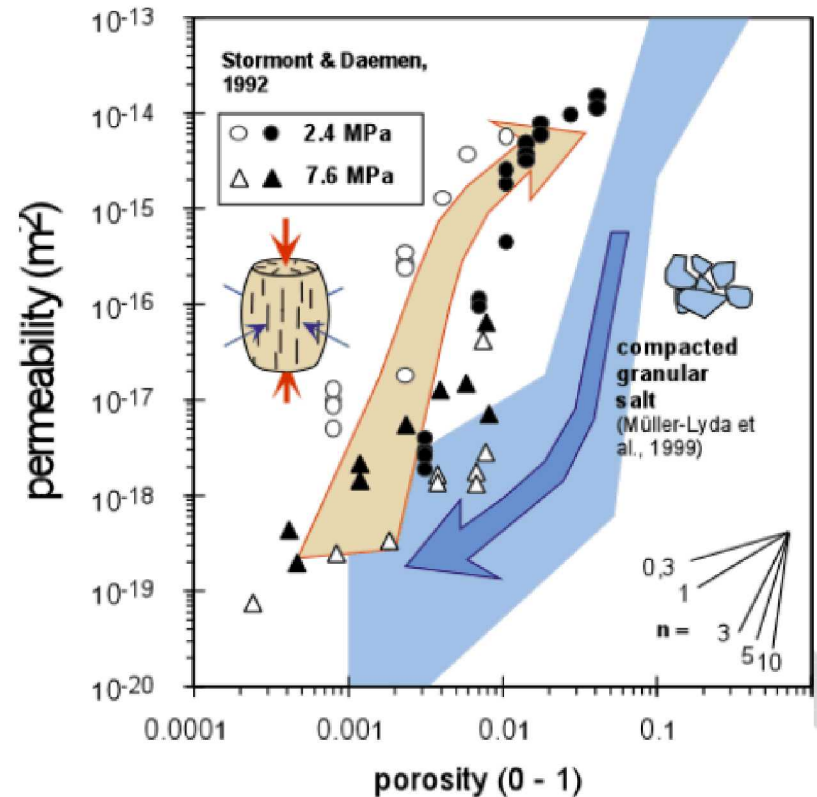 Stormont & Daemen,
1992
2.4 MPa
7.6 MPa
permeability (m²)
10-13
10-14
10-15
10-16
10-17
10-18
10-19
10-20
compacted
granular
salt
(Müller-Lyda et
al., 1999)
0,3
1
n =
3
5
10
0.0001
0.001
0.01
0.1
porosity (0 - 1)